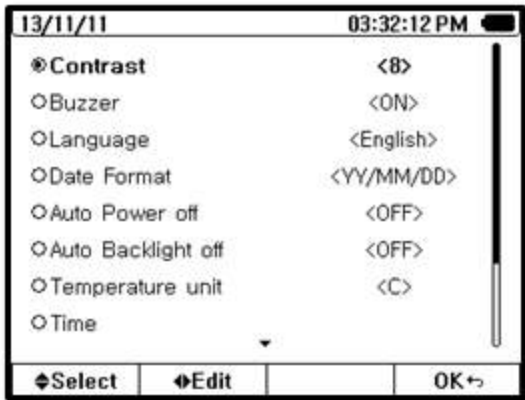 13/11/11 03:32:12 PM
Contrast <8>
Buzzer <ON>
Language <English>
Date Format <YY/MM/DD>
Auto Power off <OFF>
Auto Backlight off <OFF>
Temperature unit <C>
Time
Select Edit OK